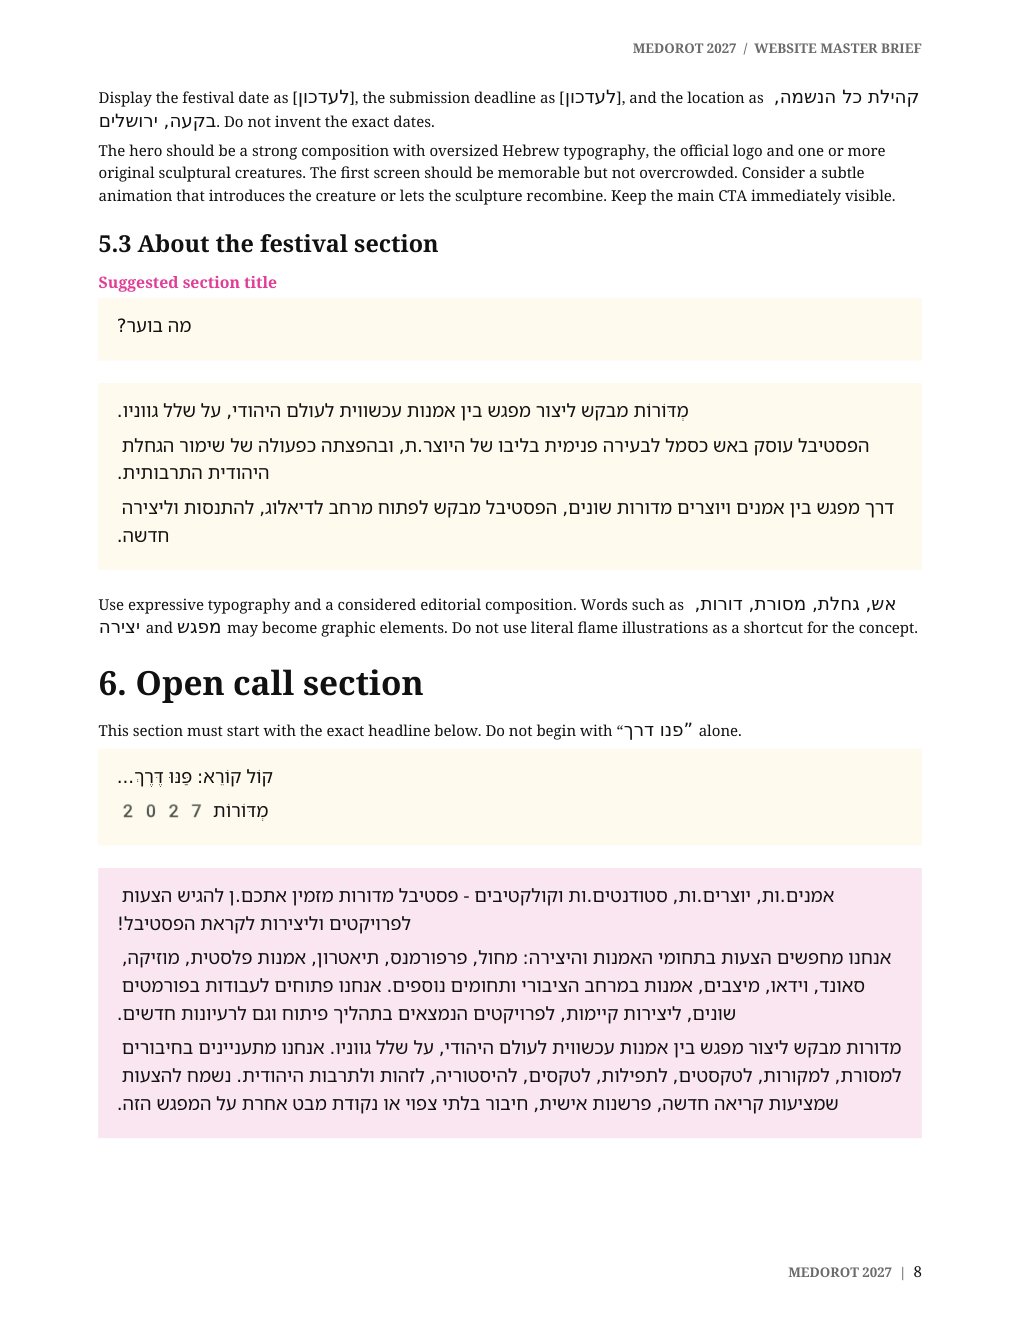 MEDOROT 2027 / WEBSITE MASTER BRIEF
Display the festival date as [לעדכון], the submission deadline as [לעדכון], and the location as קהילת כל הנשמה,
בקעה, ירושלים. Do not invent the exact dates.
The hero should be a strong composition with oversized Hebrew typography, the official logo and one or more
original sculptural creatures. The first screen should be memorable but not overcrowded. Consider a subtle
animation that introduces the creature or lets the sculpture recombine. Keep the main CTA immediately visible.
5.3 About the festival section
Suggested section title
מה בוער?
מְדּוֹרוֹת מבקש ליצור מפגש בין אמנות עכשווית לעולם היהודי, על שלל גווניו.
הפסטיבל עוסק באש כסמל לבעירה פנימית בליבו של היוצר.ת, ובהפצתה כפעולה של שימור הגחלת
היהודית התרבותית.
דרך מפגש בין אמנים ויוצרים מדורות שונים, הפסטיבל מבקש לפתוח מרחב לדיאלוג, להתנסות וליצירה
חדשה.
Use expressive typography and a considered editorial composition. Words such as אש, גחלת, מסורת, דורות,
יצירה and מפגש may become graphic elements. Do not use literal flame illustrations as a shortcut for the concept.
6. Open call section
This section must start with the exact headline below. Do not begin with “פנו דרך” alone.
קוֹל קוֹרֵא: פַּנּוּ דֶּרֶךְ...
מְדּוֹרוֹת 2027
אמנים.ות, יוצרים.ות, סטודנטים.ות וקולקטיבים - פסטיבל מדורות מזמין אתכם.ן להגיש הצעות
לפרויקטים וליצירות לקראת הפסטיבל!
אנחנו מחפשים הצעות בתחומי האמנות והיצירה: מחול, פרפורמנס, תיאטרון, אמנות פלסטית, מוזיקה,
סאונד, וידאו, מיצבים, אמנות במרחב הציבורי ותחומים נוספים. אנחנו פתוחים לעבודות בפורמטים
שונים, ליצירות קיימות, לפרויקטים הנמצאים בתהליך פיתוח וגם לרעיונות חדשים.
מדורות מבקש ליצור מפגש בין אמנות עכשווית לעולם היהודי, על שלל גווניו. אנחנו מתעניינים בחיבורים
למסורת, למקורות, לטקסטים, לתפילות, לטקסים, להיסטוריה, לזהות ולתרבות היהודית. נשמח להצעות
שמציעות קריאה חדשה, פרשנות אישית, חיבור בלתי צפוי או נקודת מבט אחרת על המפגש הזה.
MEDOROT 2027 | 8